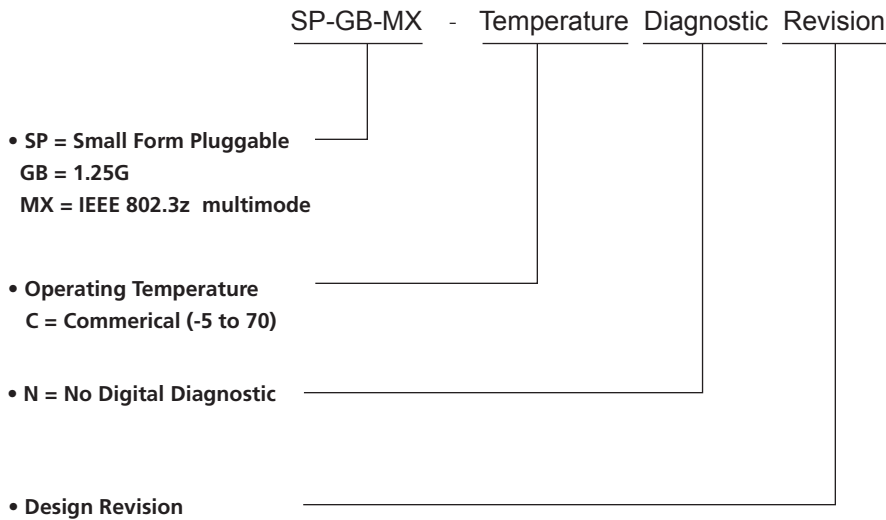 SP-GB-MX - Temperature Diagnostic Revision
• SP = Small Form Pluggable
GB = 1.25G
MX = IEEE 802.3z multimode
• Operating Temperature
C = Commerical (-5 to 70)
• N = No Digital Diagnostic
• Design Revision